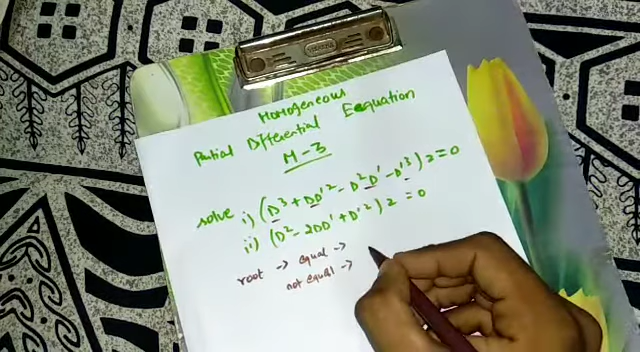 Homogeneous
Partial Differential Equation
M-3
solve i) (D³ + DD'² - D²D' - D'³) z = 0
ii) (D² - 2DD' + D'²) z = 0
root → equal →
not equal →